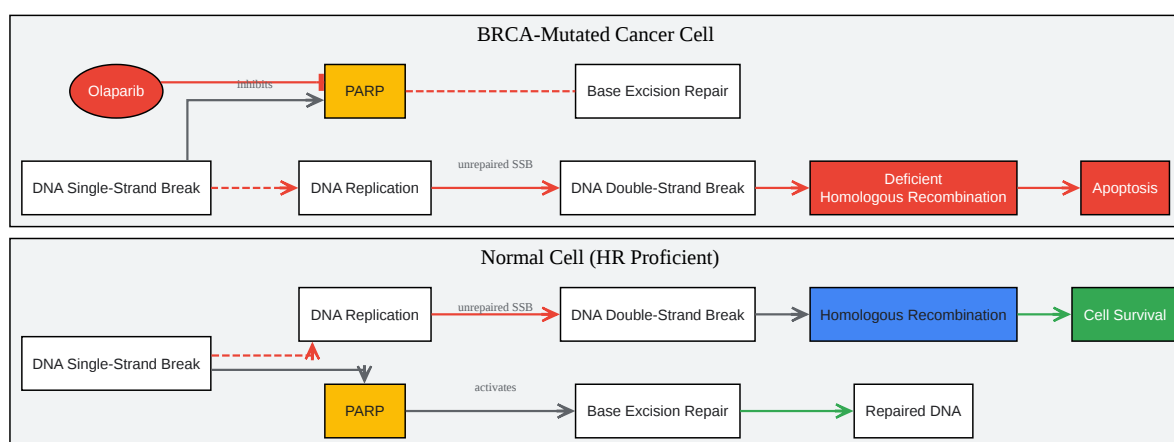 BRCA-Mutated Cancer Cell
Olaparib
inhibits
PARP
Base Excision Repair
DNA Single-Strand Break
DNA Replication
unrepaired SSB
DNA Double-Strand Break
Deficient
Homologous Recombination
Apoptosis
Normal Cell (HR Proficient)
DNA Replication
unrepaired SSB
DNA Double-Strand Break
Homologous Recombination
Cell Survival
DNA Single-Strand Break
PARP
activates
Base Excision Repair
Repaired DNA